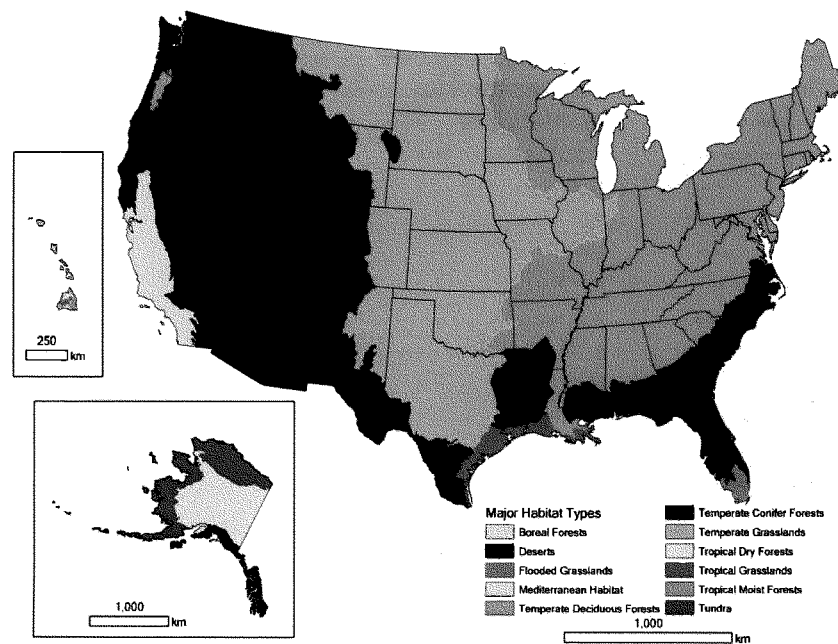 250
km
1,000
km
Major Habitat Types
Boreal Forests
Deserts
Flooded Grasslands
Mediterranean Habitat
Temperate Deciduous Forests
Temperate Conifer Forests
Temperate Grasslands
Tropical Dry Forests
Tropical Grasslands
Tropical Moist Forests
Tundra
1,000
km